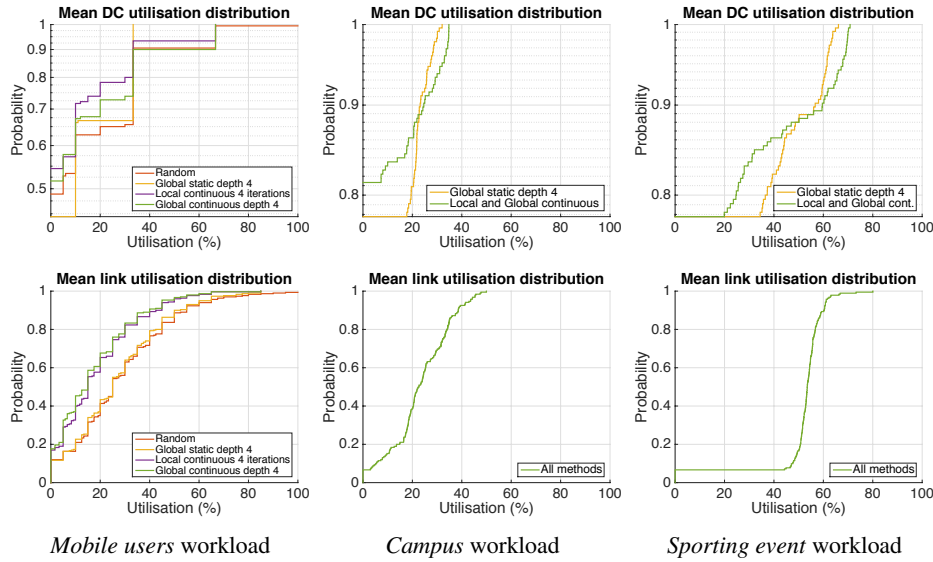 Mean DC utilisation distribution
Probability
1
0.9
0.8
0.7
0.6
0.5
Random
Global static depth 4
Local continuous 4 iterations
Global continuous depth 4
0 20 40 60 80 100
Utilisation (%)
Mean DC utilisation distribution
Probability
1
0.9
0.8
Global static depth 4
Local and Global continuous
0 20 40 60 80 100
Utilisation (%)
Mean DC utilisation distribution
Probability
1
0.9
0.8
Global static depth 4
Local and Global cont.
0 20 40 60 80 100
Utilisation (%)
Mean link utilisation distribution
Probability
1
0.8
0.6
0.4
0.2
0
Random
Global static depth 4
Local continuous 4 iterations
Global continuous depth 4
0 20 40 60 80 100
Utilisation (%)
Mobile users workload
Mean link utilisation distribution
Probability
1
0.8
0.6
0.4
0.2
0
All methods
0 20 40 60 80 100
Utilisation (%)
Campus workload
Mean link utilisation distribution
Probability
1
0.8
0.6
0.4
0.2
0
All methods
0 20 40 60 80 100
Utilisation (%)
Sporting event workload